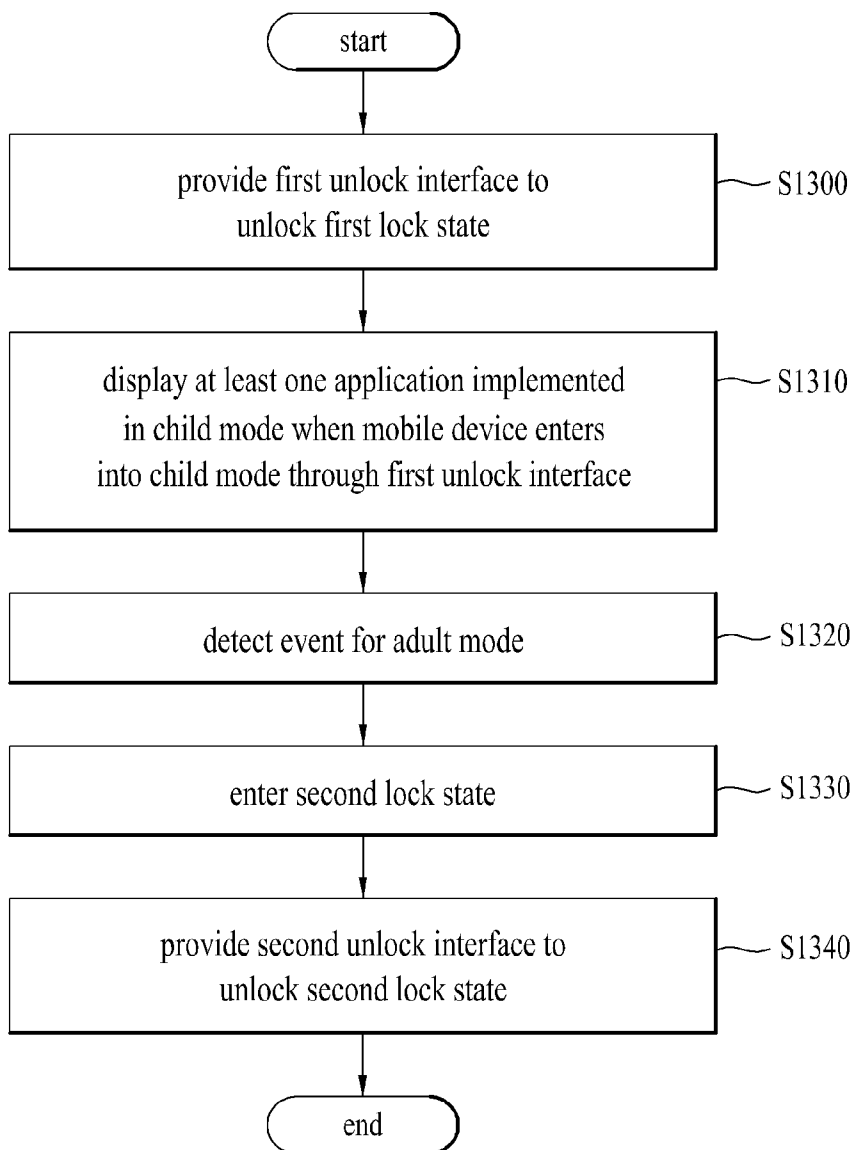 start
provide first unlock interface to
unlock first lock state
S1300
display at least one application implemented
in child mode when mobile device enters
into child mode through first unlock interface
S1310
detect event for adult mode
S1320
enter second lock state
S1330
provide second unlock interface to
unlock second lock state
S1340
end